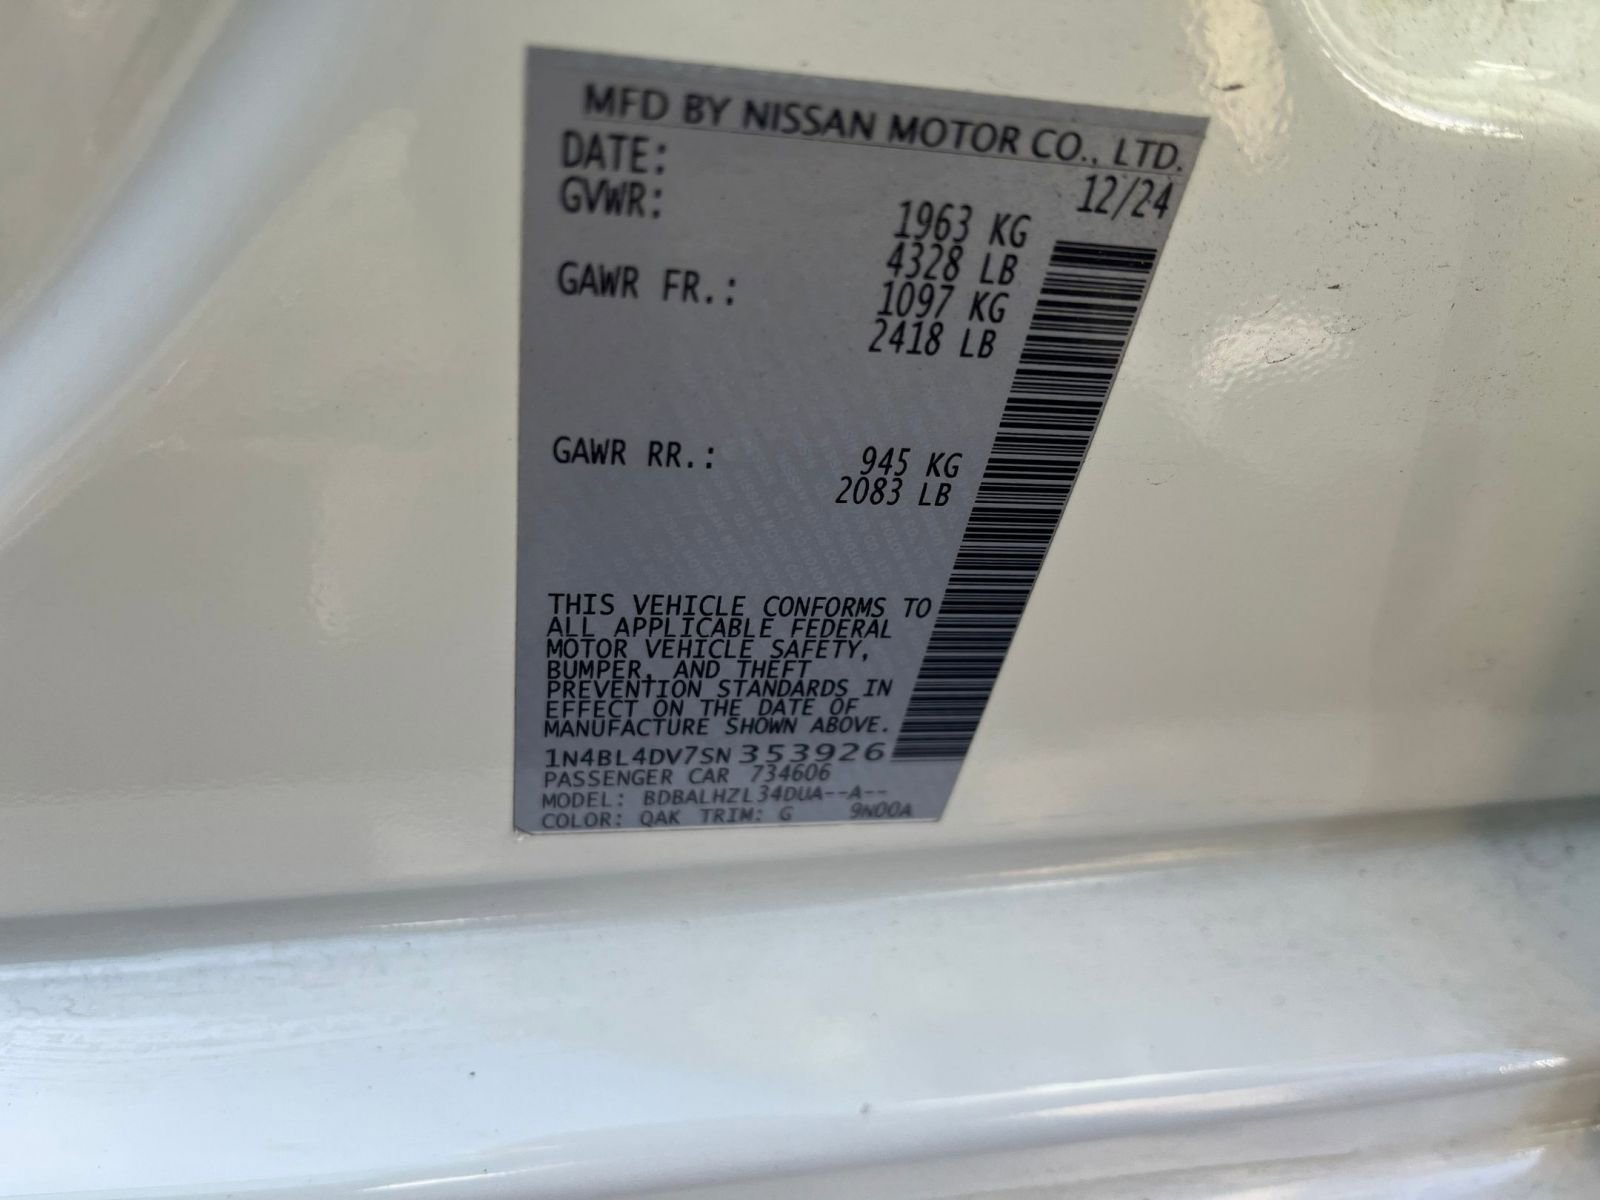 MFD BY NISSAN MOTOR CO., LTD.
DATE: 12/24
GVWR: 1963 KG
4328 LB
GAWR FR.: 1097 KG
2418 LB
GAWR RR.: 945 KG
2083 LB
THIS VEHICLE CONFORMS TO
ALL APPLICABLE FEDERAL
MOTOR VEHICLE SAFETY,
BUMPER, AND THEFT
PREVENTION STANDARDS IN
EFFECT ON THE DATE OF
MANUFACTURE SHOWN ABOVE.
1N4BL4DV7SN353926
PASSENGER CAR 734606
MODEL: BDBALHZL34DUA--A--
COLOR: QAK TRIM: G 9N00A